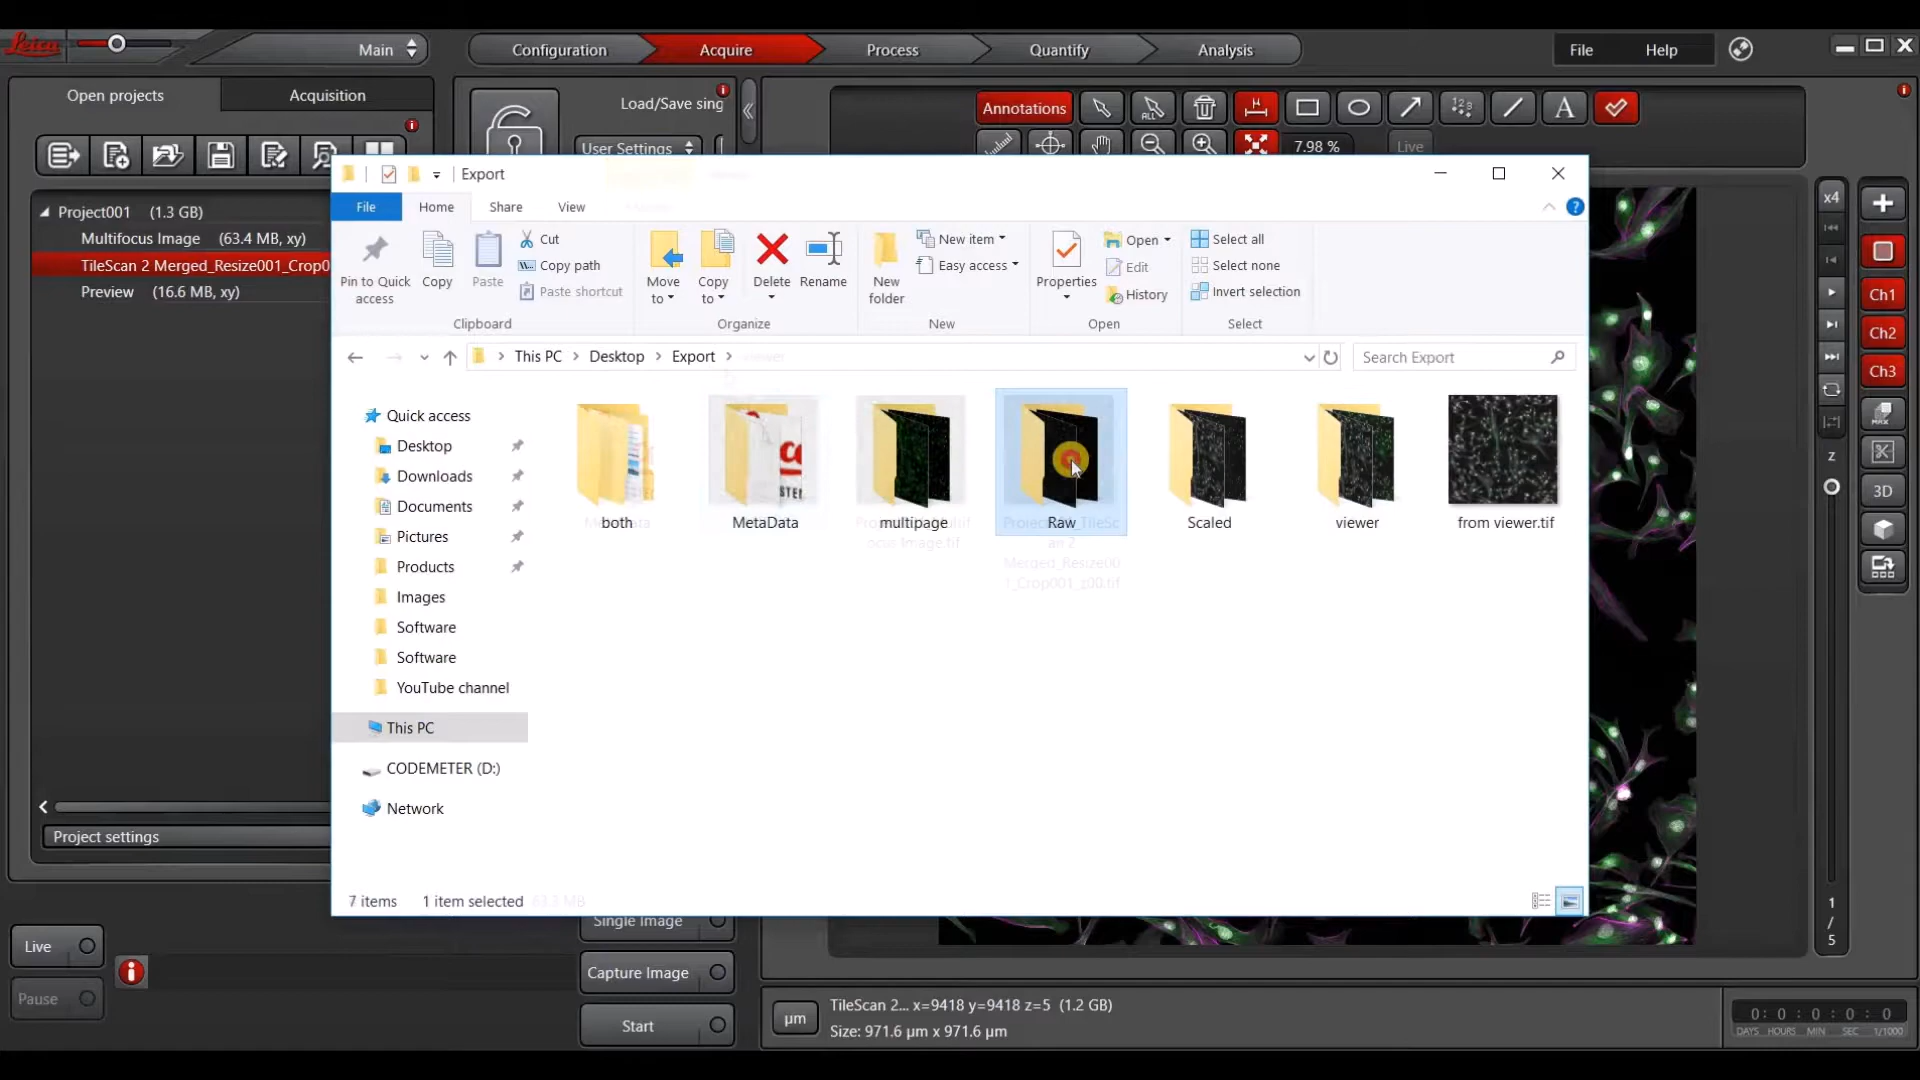 Leica
Main
Configuration
Acquire
Process
Quantify
Analysis
File
Help
Open projects
Acquisition
Load/Save sing
User Settings
Annotations
ALL
A
7.98 %
Live
Project001 (1.3 GB)
Multifocus Image (63.4 MB, xy)
TileScan 2 Merged_Resize001_Crop0
Preview (16.6 MB, xy)
Project settings
Export
File
Home
Share
View
Pin to Quick access
Copy
Paste
Cut
Copy path
Paste shortcut
Clipboard
Move to
Copy to
Delete
Rename
Organize
New folder
New item
Easy access
New
Properties
Open
Edit
History
Open
Select all
Select none
Invert selection
Select
This PC > Desktop > Export >
Search Export
Quick access
Desktop
Downloads
Documents
Pictures
Products
Images
Software
Software
YouTube channel
This PC
CODEMETER (D:)
Network
both
MetaData
multipage
Raw
Scaled
viewer
from viewer.tif
7 items 1 item selected 63.3 MB
x4
Ch1
Ch2
Ch3
MAX
3D
z
1
/
5
Live
Pause
Single Image
Capture Image
Start
µm
TileScan 2... x=9418 y=9418 z=5 (1.2 GB)
Size: 971.6 µm x 971.6 µm
0: 0: 0: 0: 0: 0
DAYS HOURS MIN SEC 1/1000